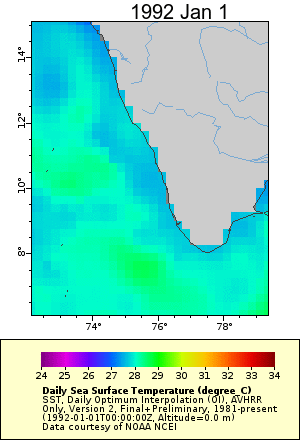 1992 Jan 1
14°
12°
10°
8°
74° 76° 78°
24 25 26 27 28 29 30 31 32 33 34
Daily Sea Surface Temperature (degree_C)
SST, Daily Optimum Interpolation (OI), AVHRR
Only, Version 2, Final+Preliminary, 1981-present
(1992-01-01T00:00:00Z, Altitude=0.0 m)
Data courtesy of NOAA NCEI